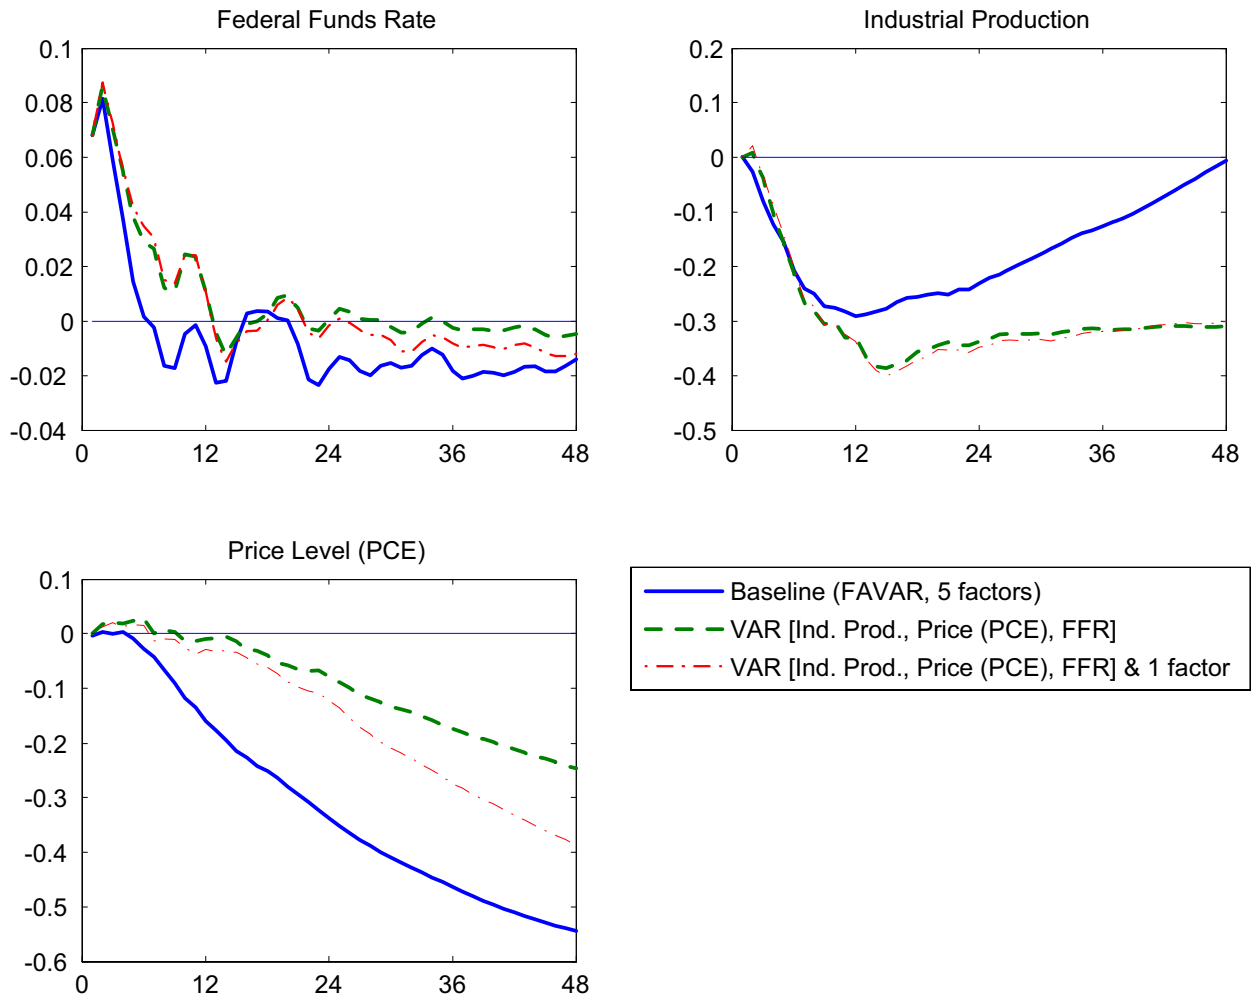 Federal Funds Rate
0.1
0.08
0.06
0.04
0.02
0
-0.02
-0.04
0 12 24 36 48
Industrial Production
0.2
0.1
0
-0.1
-0.2
-0.3
-0.4
-0.5
0 12 24 36 48
Price Level (PCE)
0.1
0
-0.1
-0.2
-0.3
-0.4
-0.5
-0.6
0 12 24 36 48
Baseline (FAVAR, 5 factors)
VAR [Ind. Prod., Price (PCE), FFR]
VAR [Ind. Prod., Price (PCE), FFR] & 1 factor